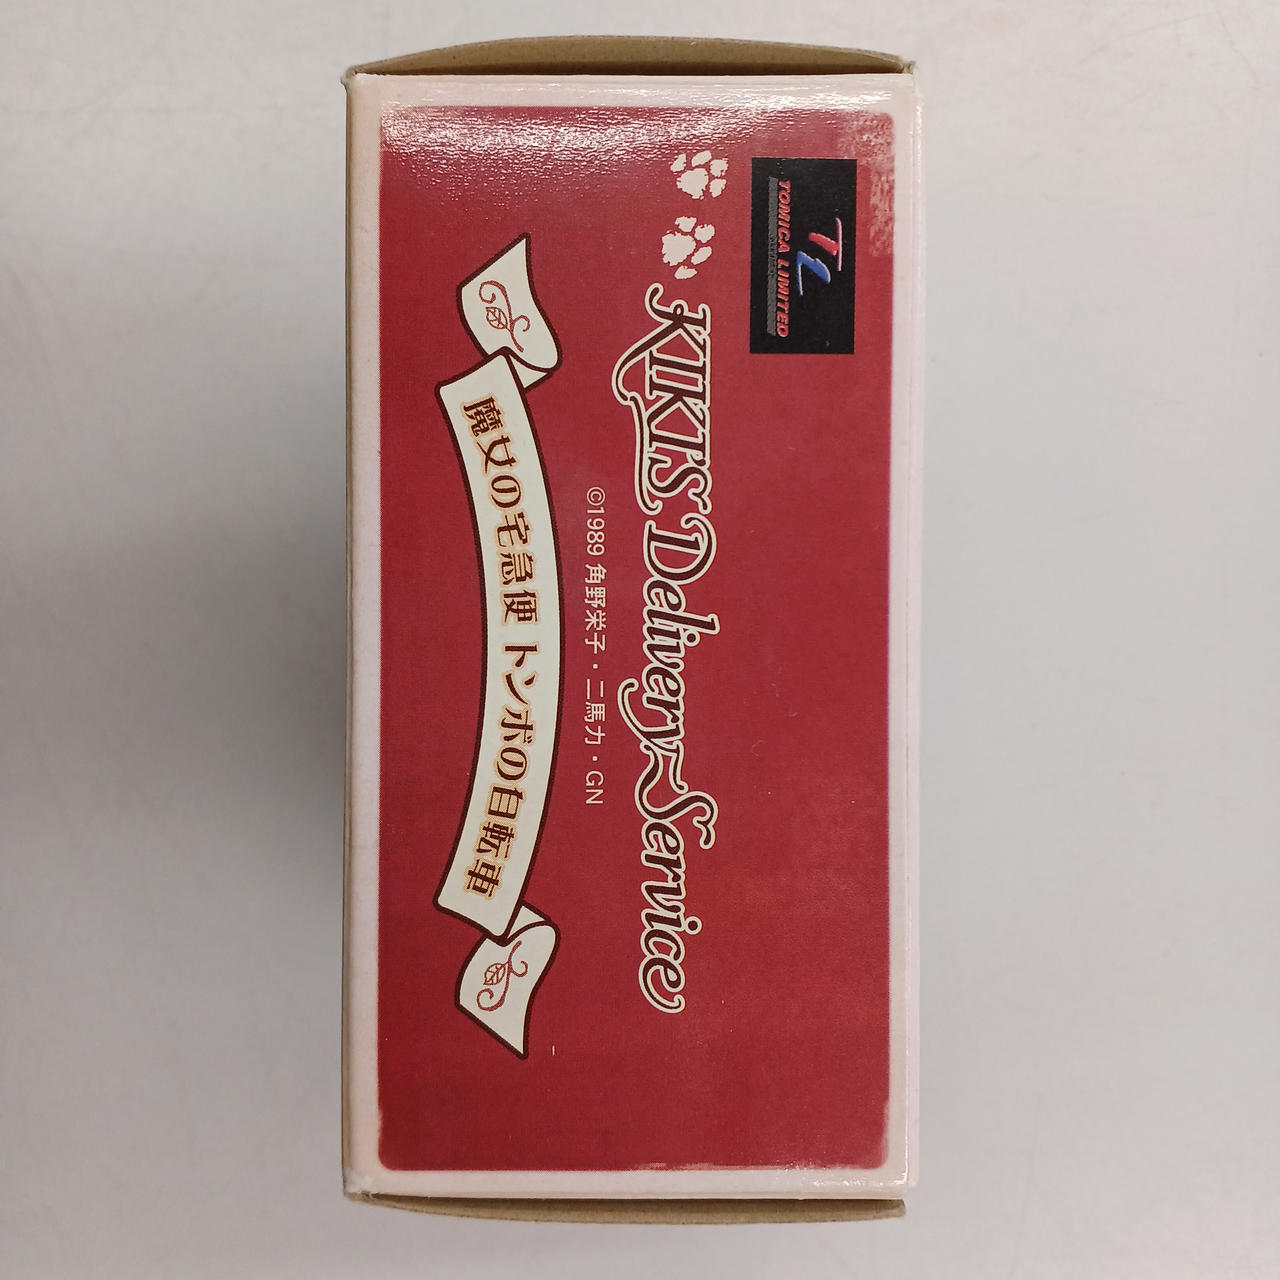 TL
TOMICA LIMITED
KIKI'S Delivery Service
©1989 角野栄子・二馬力・GN
魔女の宅急便 トンボの自転車